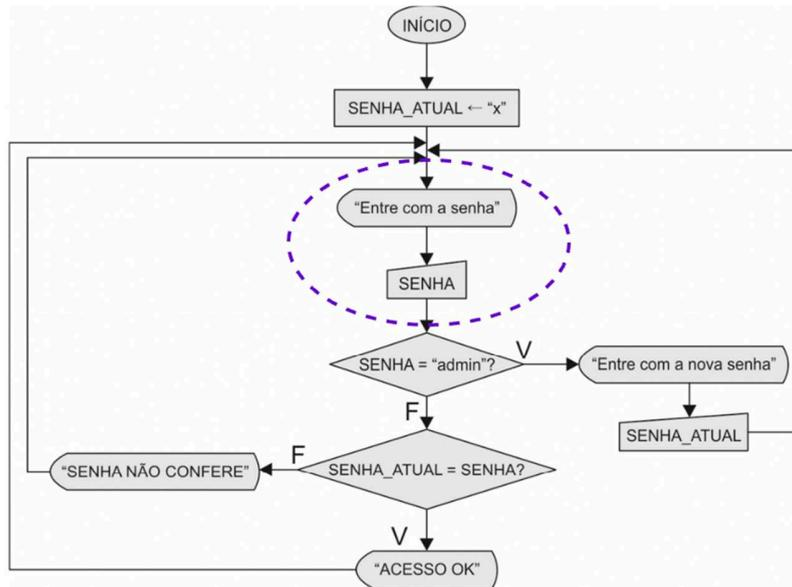 INÍCIO
SENHA_ATUAL ← “x”
“Entre com a senha”
SENHA
SENHA = “admin”?
V
“Entre com a nova senha”
F
SENHA_ATUAL
SENHA_ATUAL = SENHA?
F
“SENHA NÃO CONFERE”
V
“ACESSO OK”